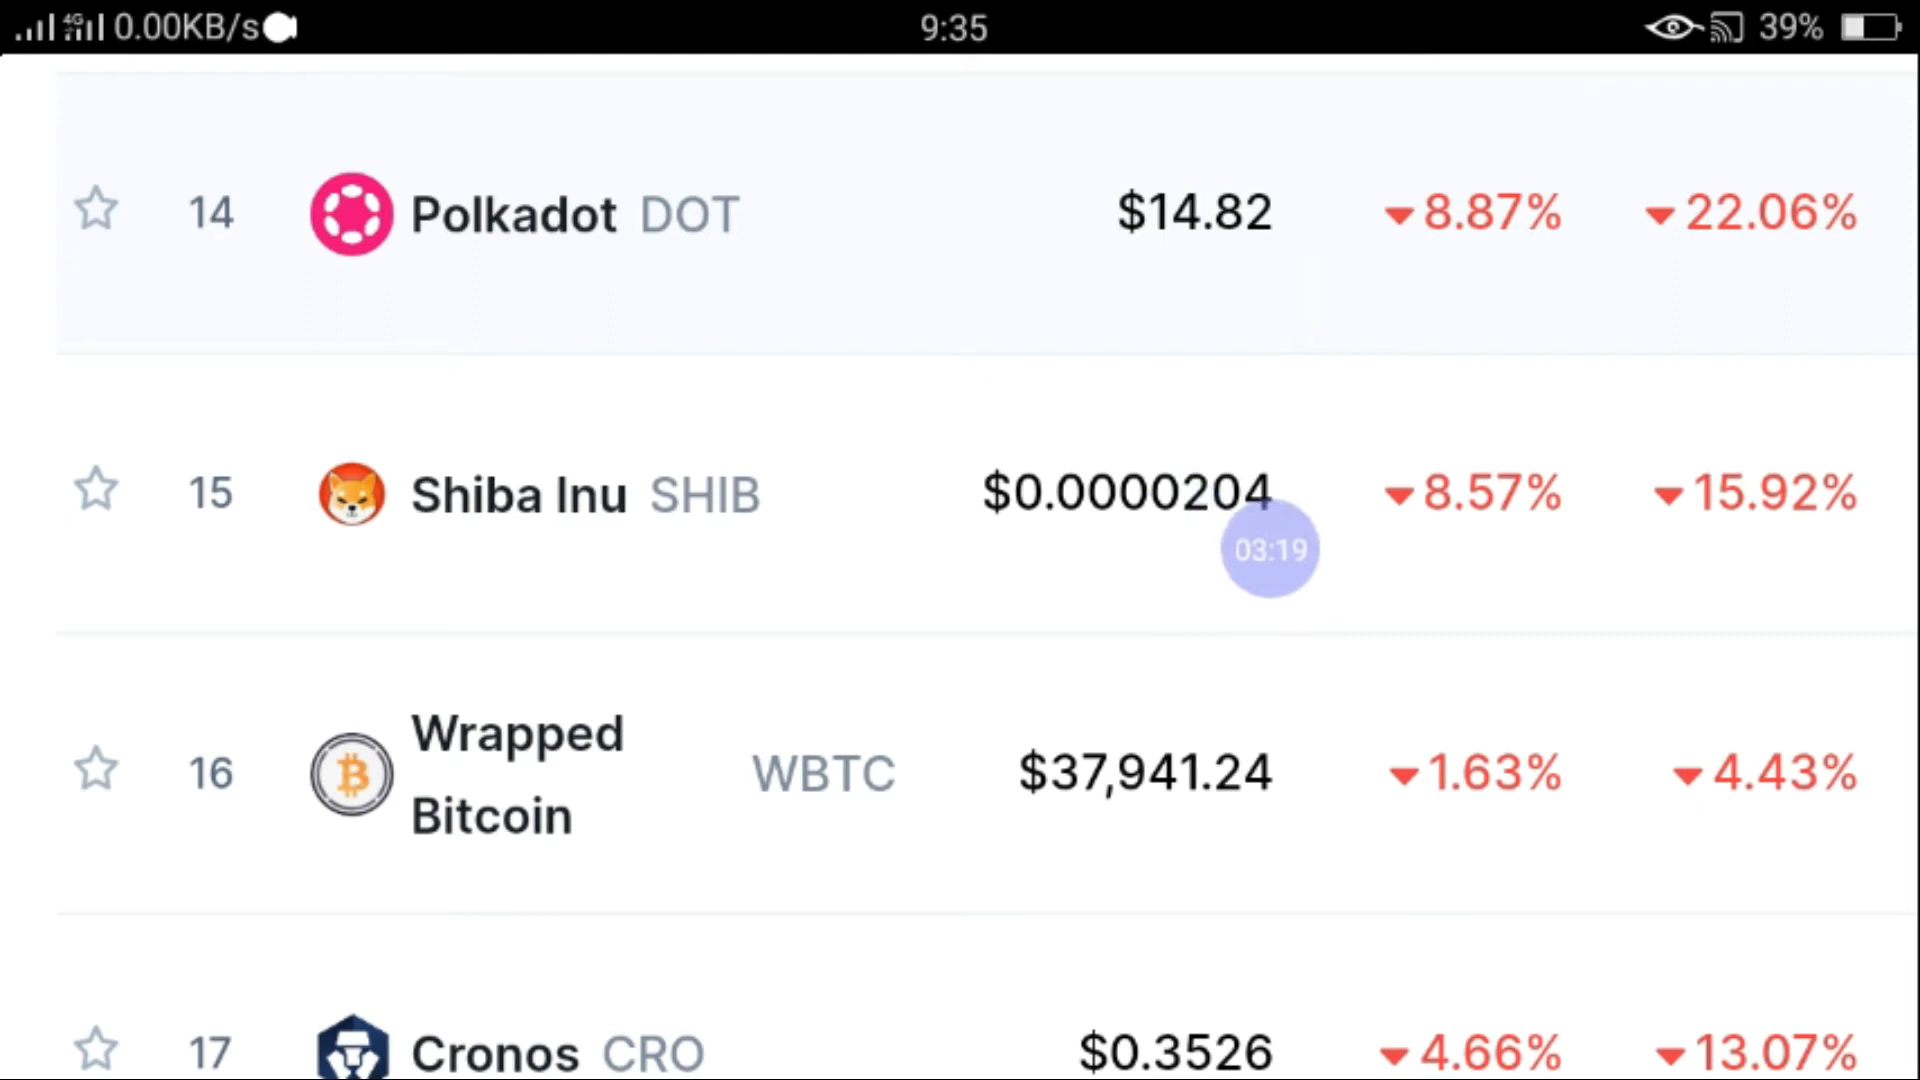 4G 0.00KB/s 9:35 39%
14 Polkadot DOT $14.82 8.87% 22.06%
15 Shiba Inu SHIB $0.0000204 8.57% 15.92%
03:19
16 Wrapped Bitcoin WBTC $37,941.24 1.63% 4.43%
17 Cronos CRO $0.3526 4.66% 13.07%